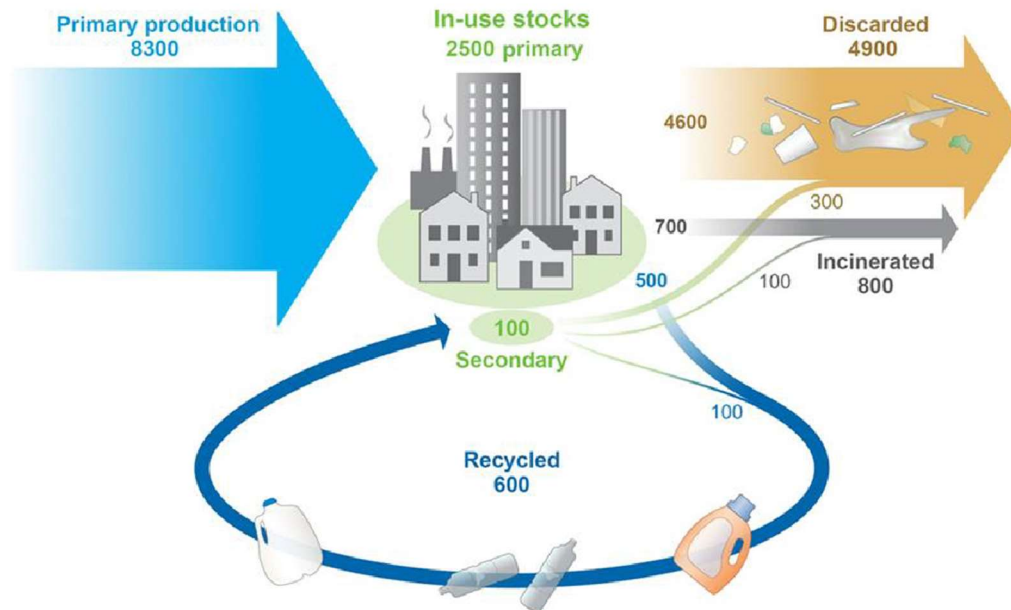 Primary production
8300
In-use stocks
2500 primary
Discarded
4900
4600
300
700
Incinerated
800
500
100
100
Secondary
100
Recycled
600